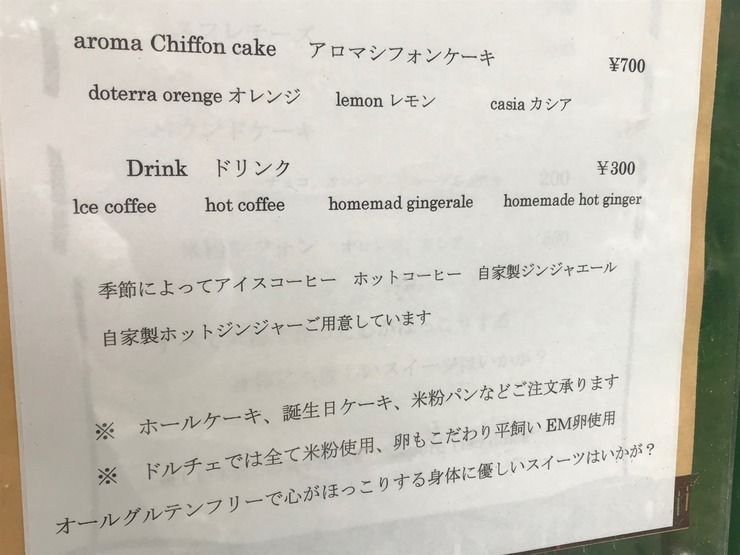 aroma Chiffon cake アロマシフォンケーキ ¥700
doterra orenge オレンジ lemon レモン casia カシア
Drink ドリンク ¥300
lce coffee hot coffee homemad gingerale homemade hot ginger
季節によってアイスコーヒー ホットコーヒー 自家製ジンジャエール
自家製ホットジンジャーご用意しています
※ ホールケーキ、誕生日ケーキ、米粉パンなどご注文承ります
※ ドルチェでは全て米粉使用、卵もこだわり平飼い EM卵使用
オールグルテンフリーで心がほっこりする身体に優しいスイーツはいかが？